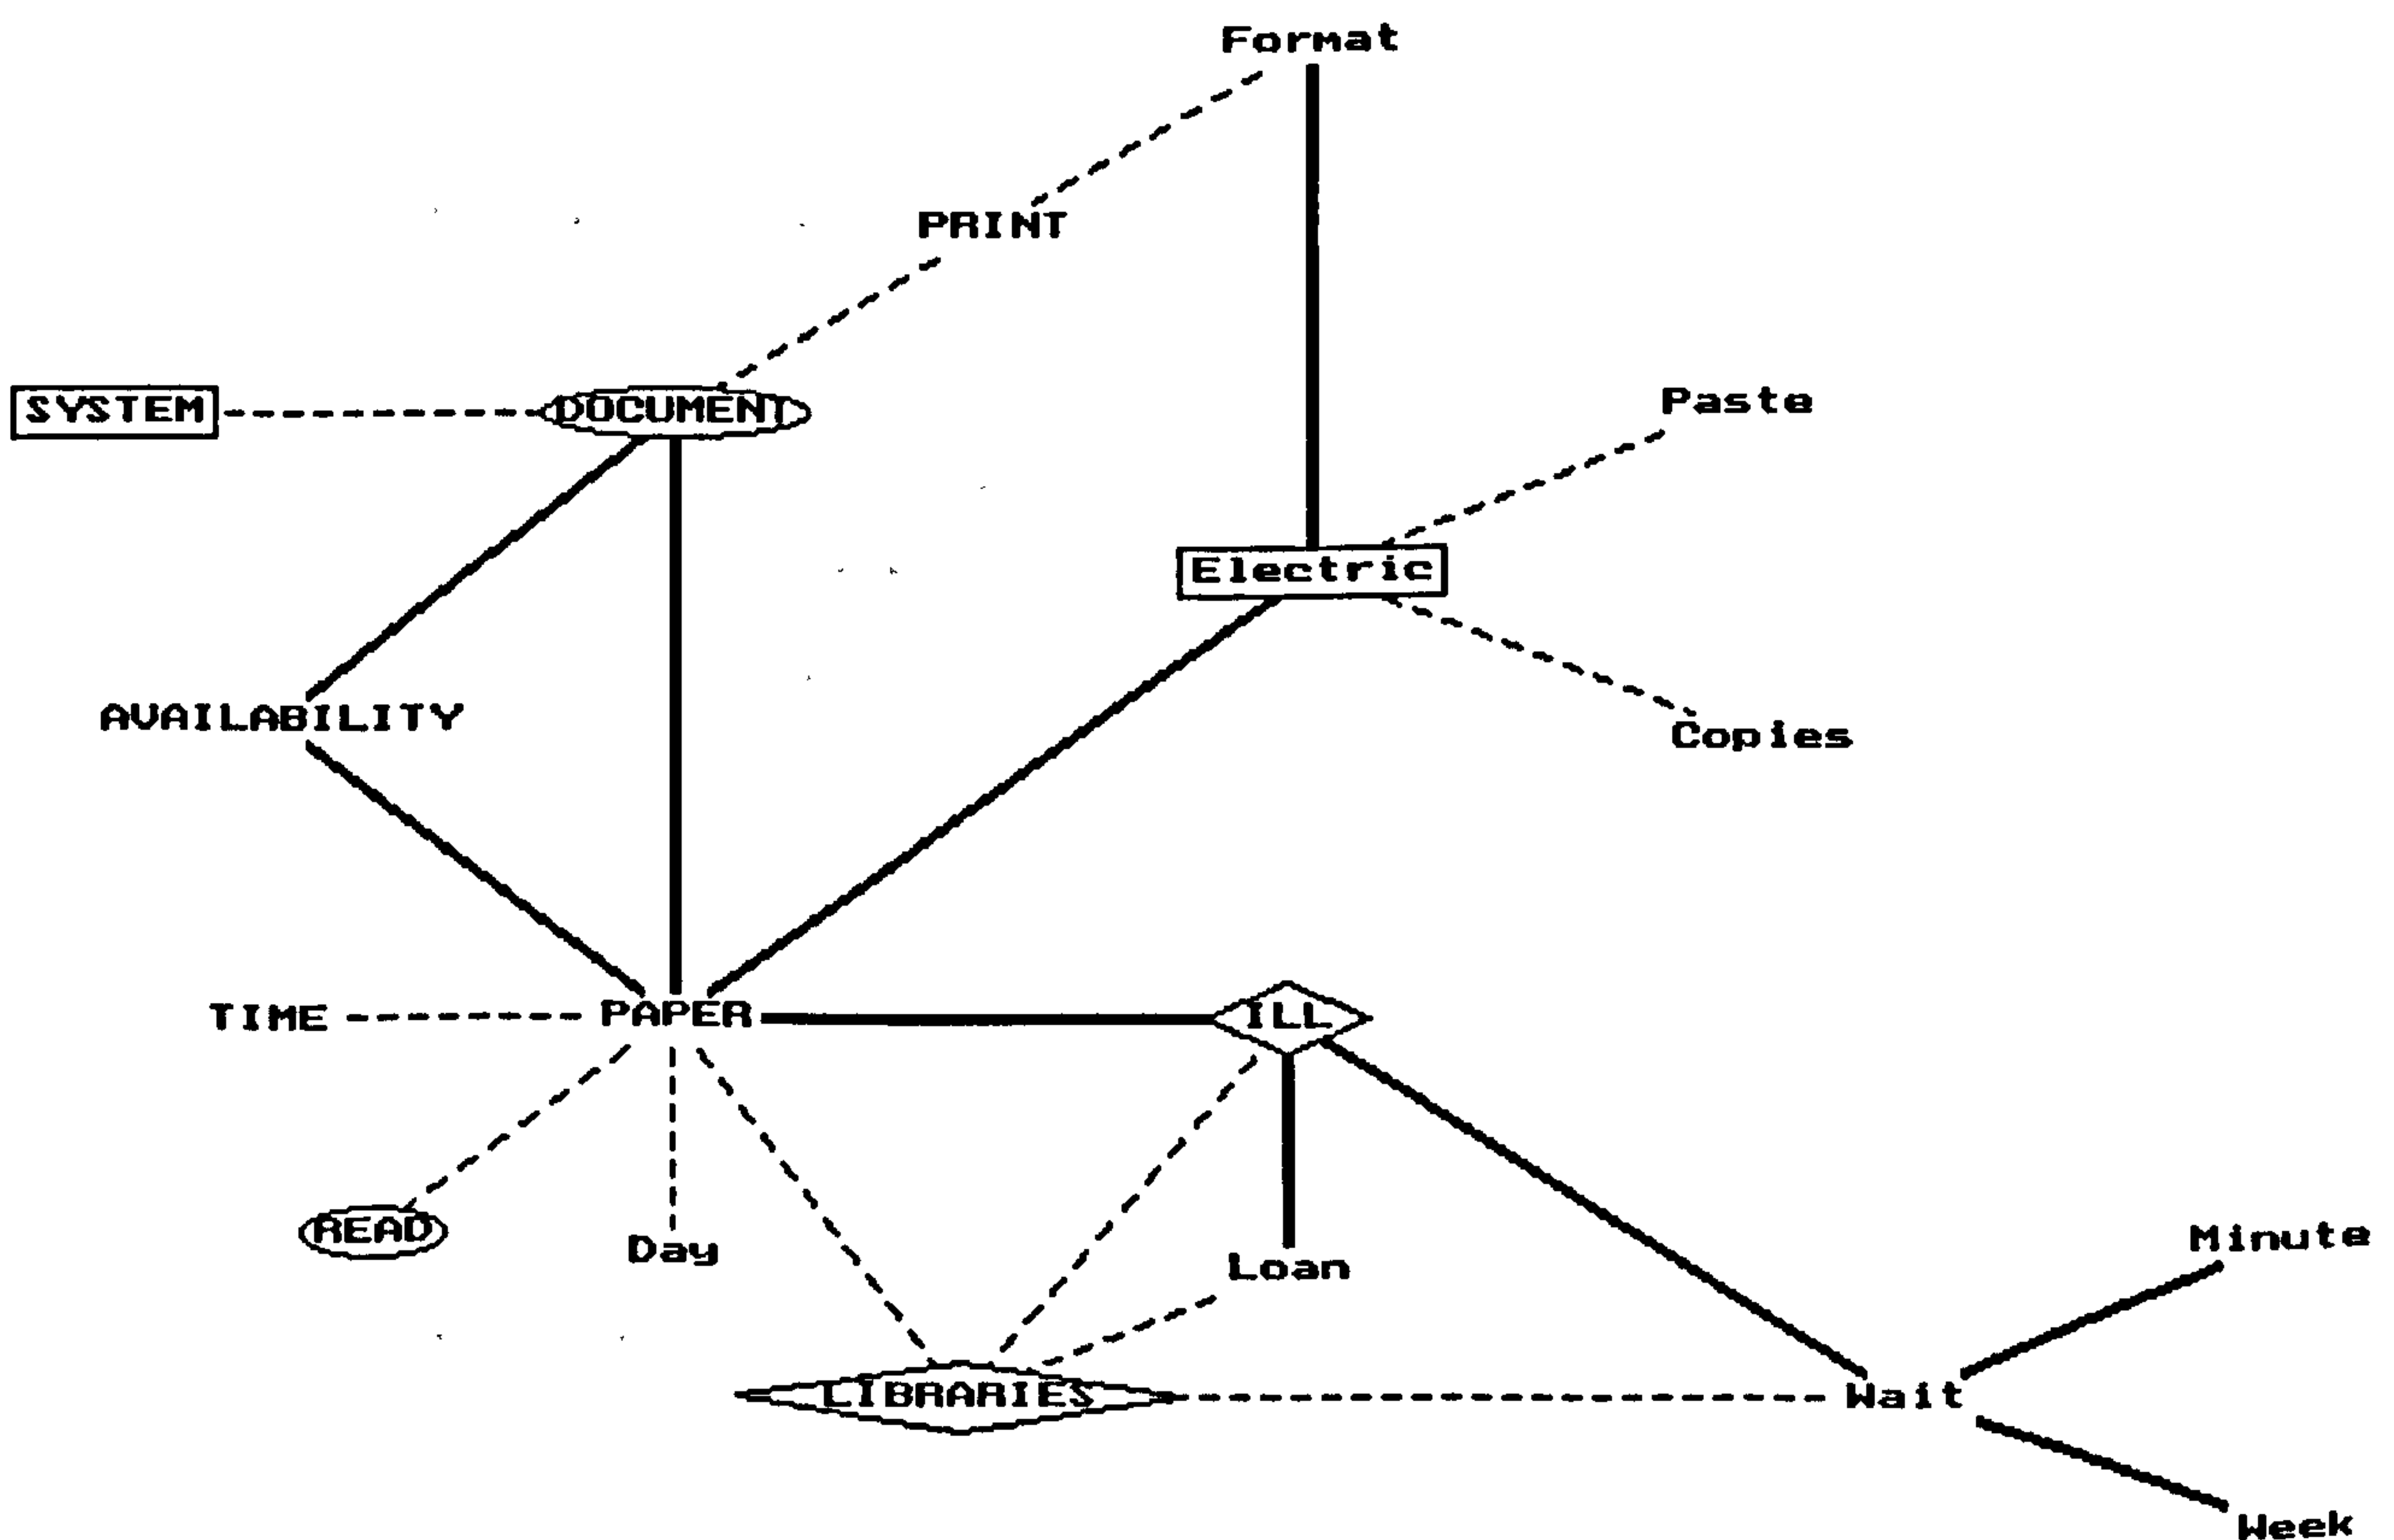 Format
PRINT
SYSTEM
DOCUMENT
Paste
Electric
AVAILABILITY
Copies
TIME
PAPER
ILL
READ
Day
Loan
Minute
LIBRARIES
Wait
Week